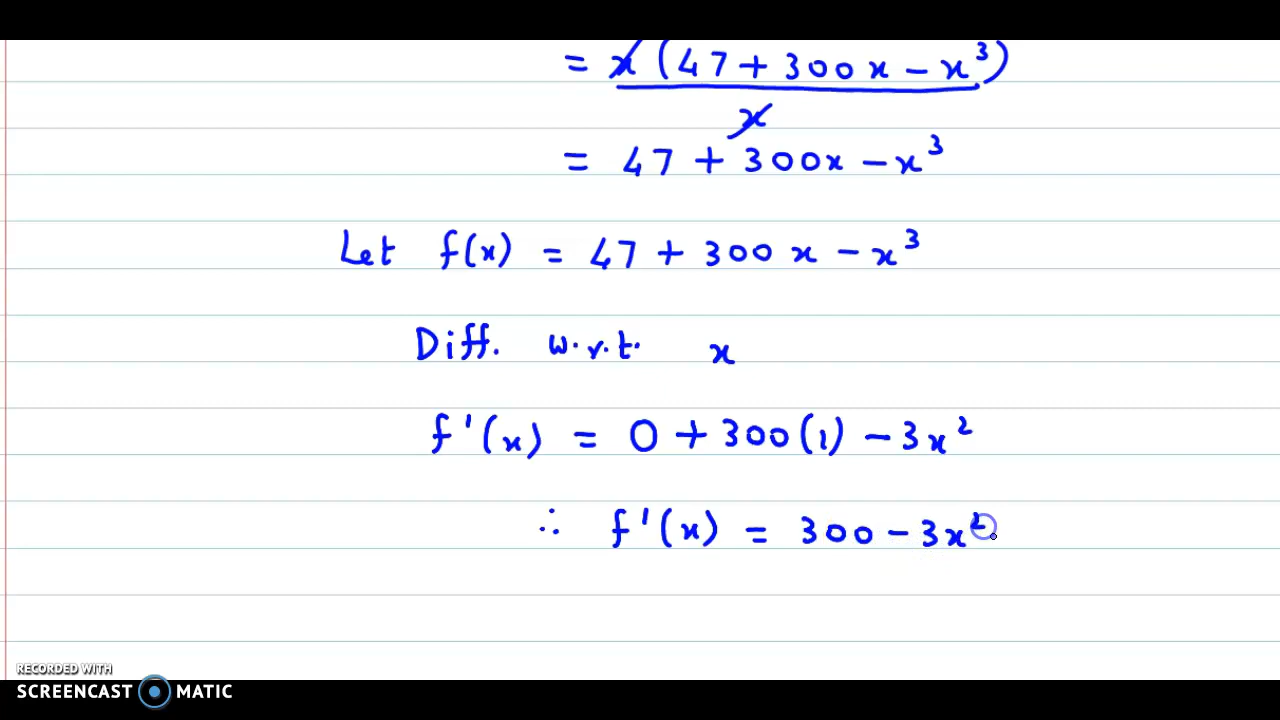 = x (47 + 300x - x³)
x
= 47 + 300x - x³
Let f(x) = 47 + 300x - x³
Diff. w.r.t. x
f'(x) = 0 + 300(1) - 3x²
∴ f'(x) = 300 - 3x²
RECORDED WITH
SCREENCAST MATIC